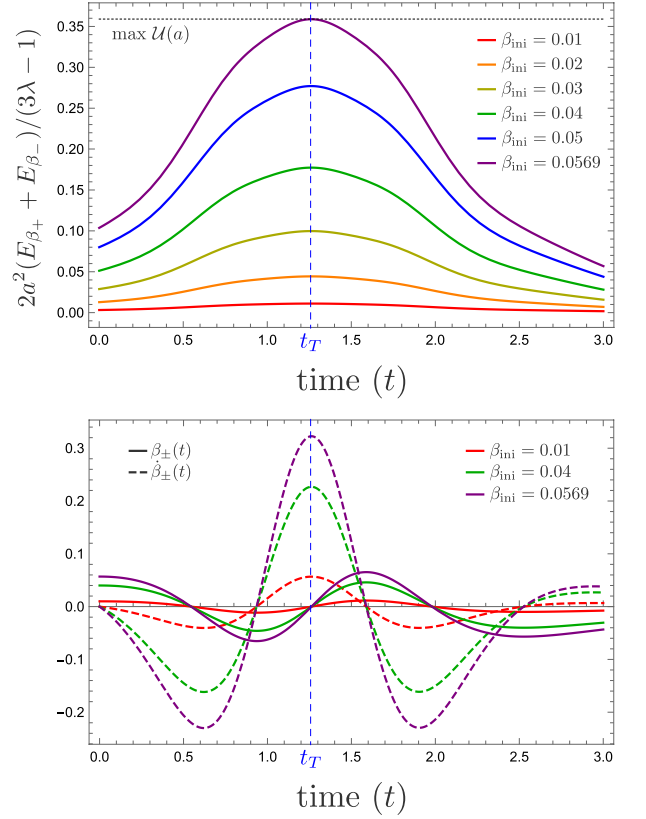 2a²(E_β₊ + E_β₋)/(3λ − 1)
max 𝒰(a)
β_ini = 0.01
β_ini = 0.02
β_ini = 0.03
β_ini = 0.04
β_ini = 0.05
β_ini = 0.0569
0.35
0.30
0.25
0.20
0.15
0.10
0.05
0.00
0.0 0.5 1.0 1.5 2.0 2.5 3.0
t_T
time (t)
β±(t)
β̇±(t)
β_ini = 0.01
β_ini = 0.04
β_ini = 0.0569
0.3
0.2
0.1
0.0
−0.1
−0.2
0.0 0.5 1.0 1.5 2.0 2.5 3.0
t_T
time (t)